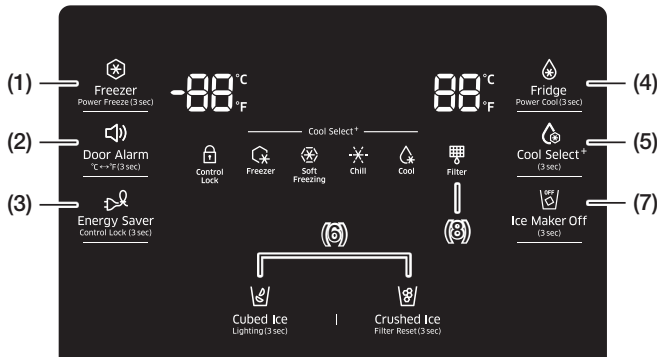 (1)
Freezer
Power Freeze (3 sec)
-88 °C
°F
88 °C
°F
Fridge
Power Cool (3 sec)
(4)
(2)
Door Alarm
°C ↔ °F (3 sec)
Cool Select+
Control
Lock
Freezer
Soft
Freezing
Chill
Cool
Filter
Cool Select+
(3 sec)
(5)
(3)
Energy Saver
Control Lock (3 sec)
(6)
(8)
OFF
Ice Maker Off
(3 sec)
(7)
Cubed Ice
Lighting (3 sec)
|
Crushed Ice
Filter Reset (3 sec)